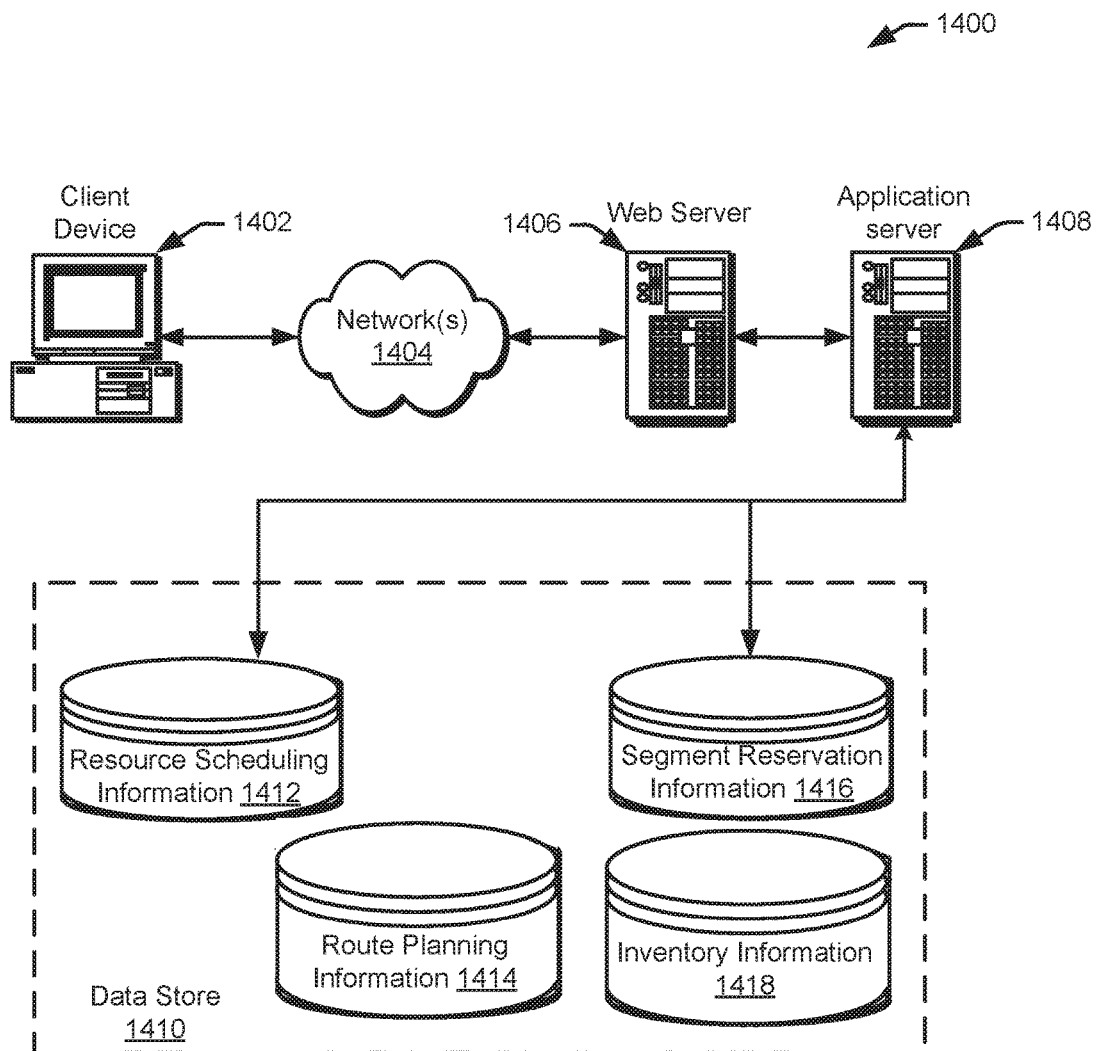 1400
Client
Device
1402
Network(s)
1404
1406
Web Server
Application
server
1408
Resource Scheduling
Information 1412
Segment Reservation
Information 1416
Route Planning
Information 1414
Inventory Information
1418
Data Store
1410